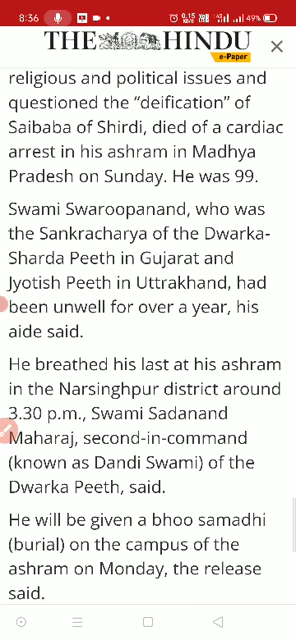 8:36
0.15 KB/S
49%
THE HINDU
e-Paper
religious and political issues and
questioned the “deification” of
Saibaba of Shirdi, died of a cardiac
arrest in his ashram in Madhya
Pradesh on Sunday. He was 99.
Swami Swaroopanand, who was
the Sankracharya of the Dwarka-
Sharda Peeth in Gujarat and
Jyotish Peeth in Uttrakhand, had
been unwell for over a year, his
aide said.
He breathed his last at his ashram
in the Narsinghpur district around
3.30 p.m., Swami Sadanand
Maharaj, second-in-command
(known as Dandi Swami) of the
Dwarka Peeth, said.
He will be given a bhoo samadhi
(burial) on the campus of the
ashram on Monday, the release
said.